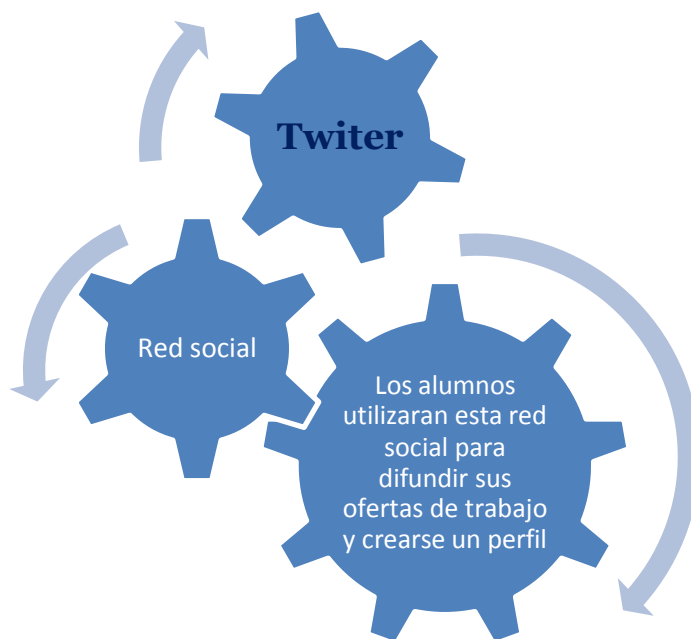 Twiter
Red social
Los alumnos
utilizaran esta red
social para
difundir sus
ofertas de trabajo
y crearse un perfil